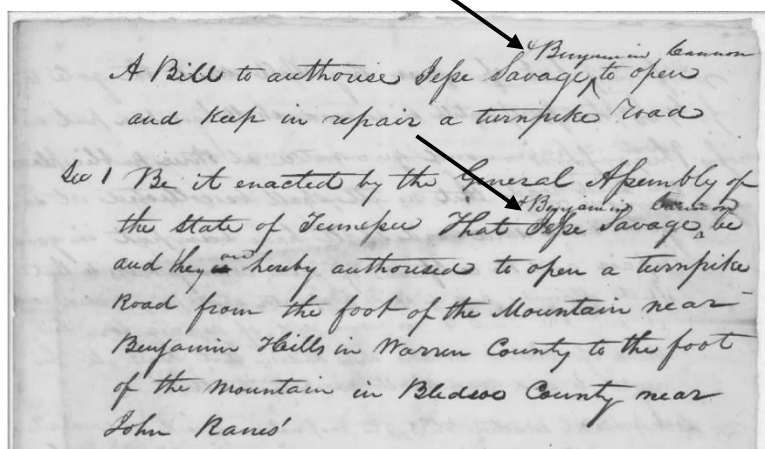 & Benjamin Cannon
A Bill to authorise Jesse Savage ^ to open
and keep in repair a turnpike road
Sec 1 Be it enacted by the General Assembly of
& Benjamin Cannon
the state of Tennessee That Jesse Savage ^ be
and they are hereby authorised to open a turnpike
Road from the foot of the Mountain near
Benjamin Hills in Warren County to the foot
of the mountain in Bledsoe County near
John Ranes'